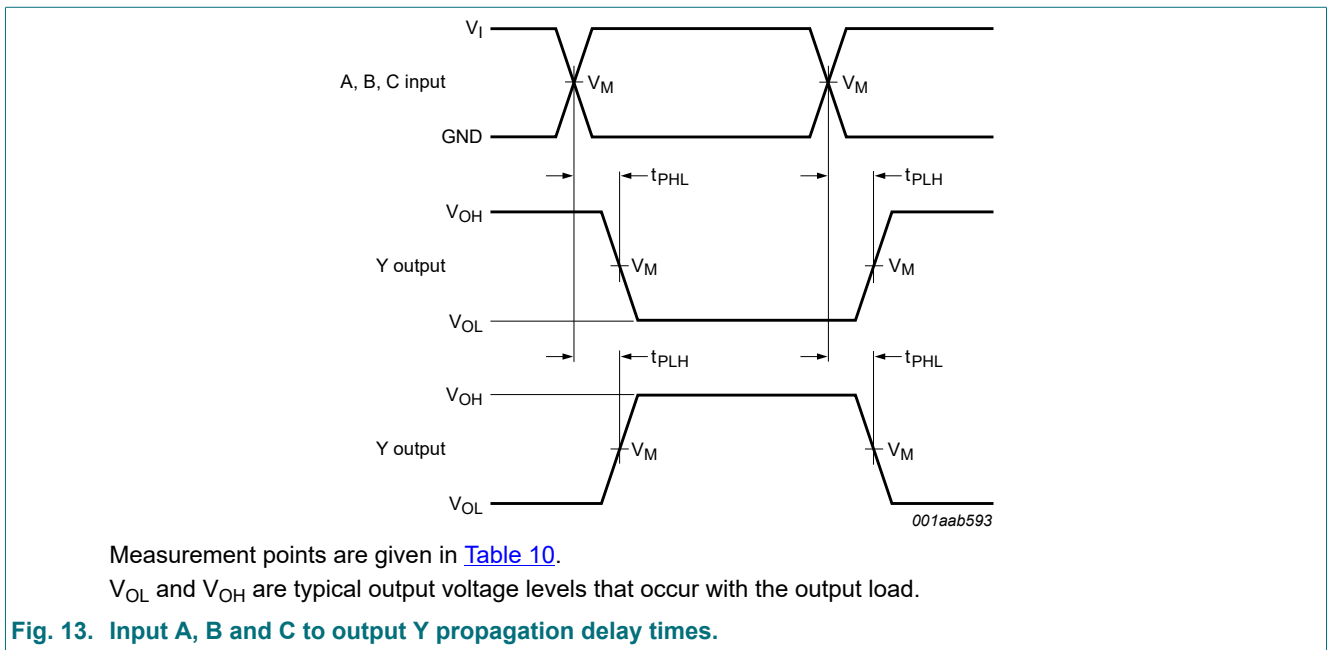 VI
A, B, C input
VM
VM
GND
tPHL
tPLH
VOH
Y output
VM
VM
VOL
tPLH
tPHL
VOH
Y output
VM
VM
VOL
001aab593
Measurement points are given in Table 10.
VOL and VOH are typical output voltage levels that occur with the output load.
Fig. 13. Input A, B and C to output Y propagation delay times.